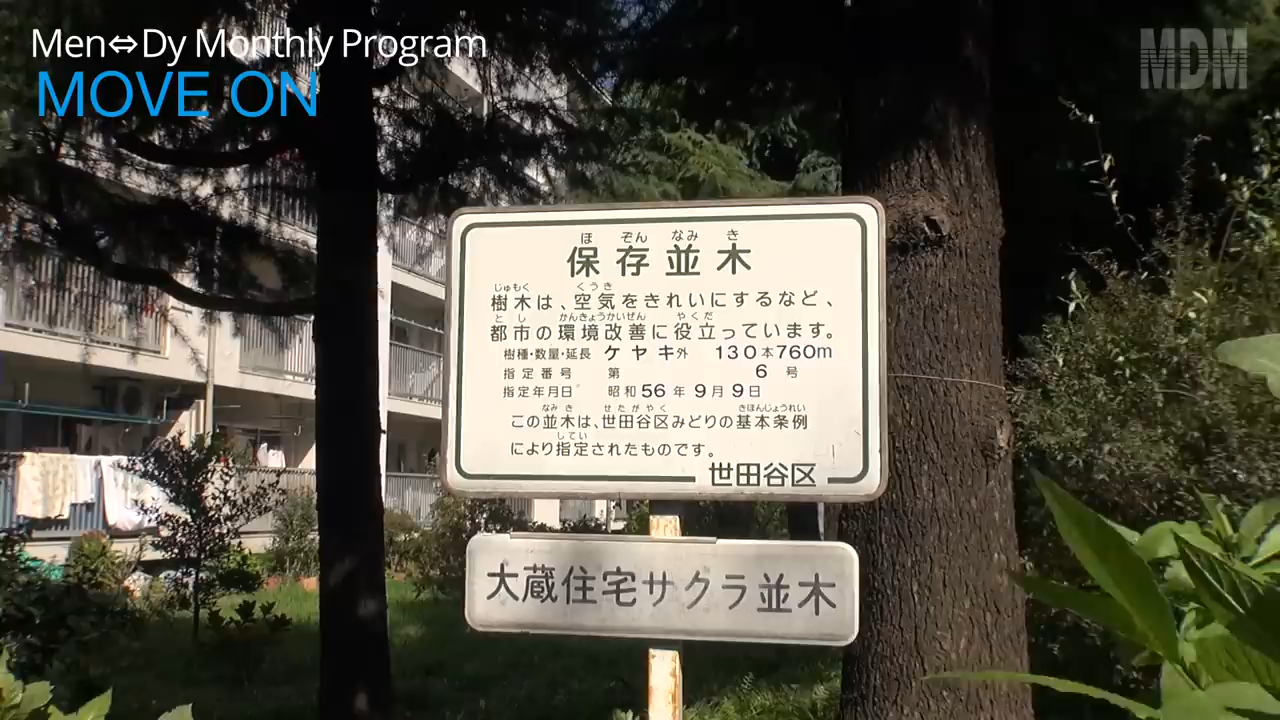 Men⇔Dy Monthly Program
MOVE ON
MDM
ほ ぞん なみ き
保存並木
じゅもく くうき
樹木は、空気をきれいにするなど、
とし かんきょうかいぜん やくだ
都市の環境改善に役立っています。
樹種・数量・延長 ケヤキ外 130本760m
指定番号 第 6 号
指定年月日 昭和56年9月9日
なみき せたがやく きほんじょうれい
この並木は、世田谷区みどりの基本条例
してい
により指定されたものです。
世田谷区
大蔵住宅サクラ並木